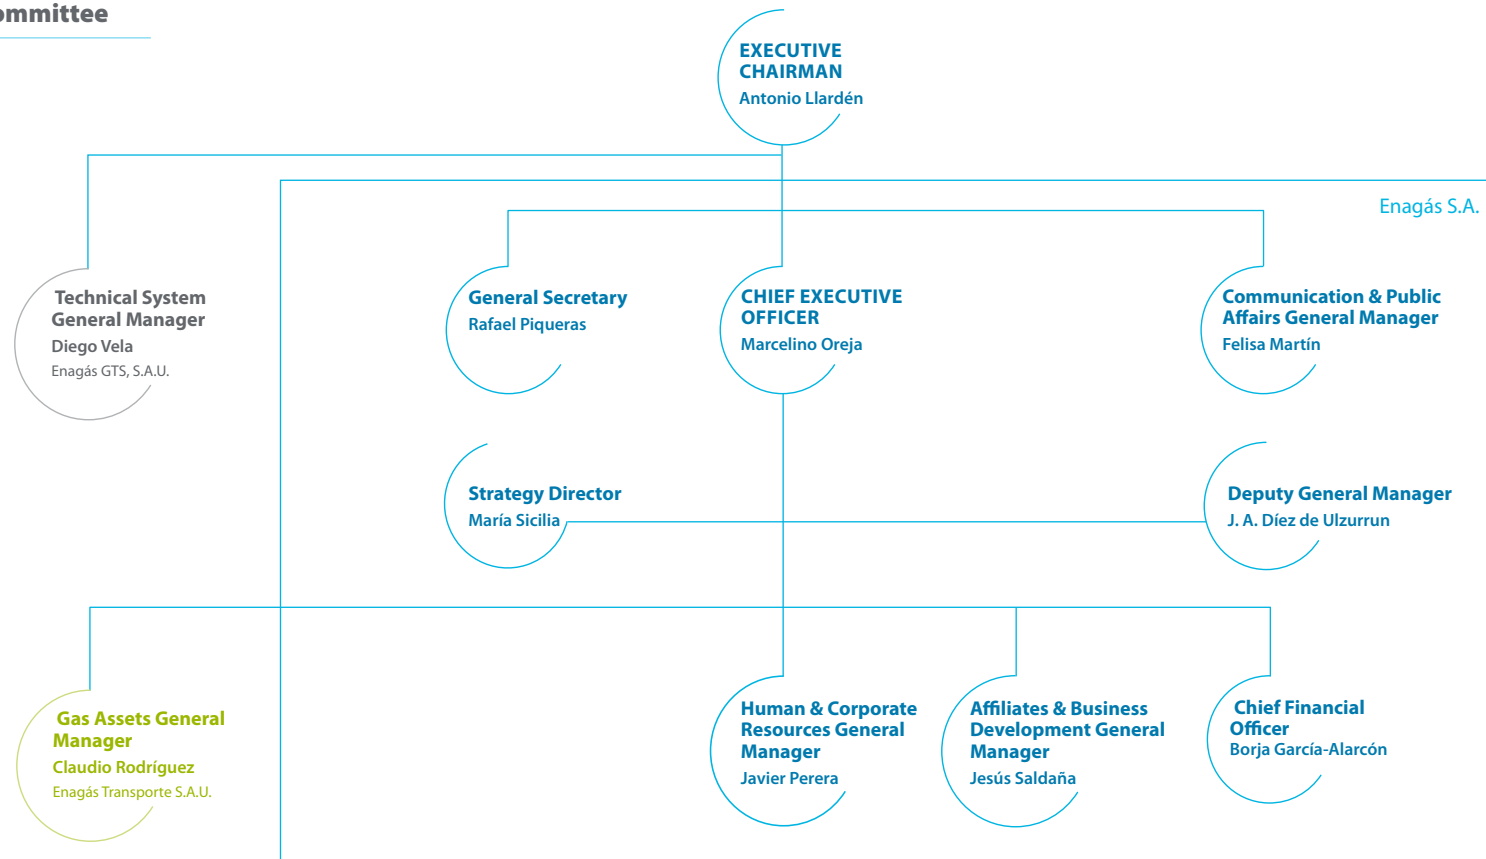 EXECUTIVE
CHAIRMAN
Antonio Llardén
Enagás S.A.
Technical System
General Manager
Diego Vela
Enagás GTS, S.A.U.
General Secretary
Rafael Piqueras
CHIEF EXECUTIVE
OFFICER
Marcelino Oreja
Communication & Public
Affairs General Manager
Felisa Martín
Strategy Director
María Sicilia
Deputy General Manager
J. A. Díez de Ulzurrun
Gas Assets General
Manager
Claudio Rodríguez
Enagás Transporte S.A.U.
Human & Corporate
Resources General
Manager
Javier Perera
Affiliates & Business
Development General
Manager
Jesús Saldaña
Chief Financial
Officer
Borja García-Alarcón